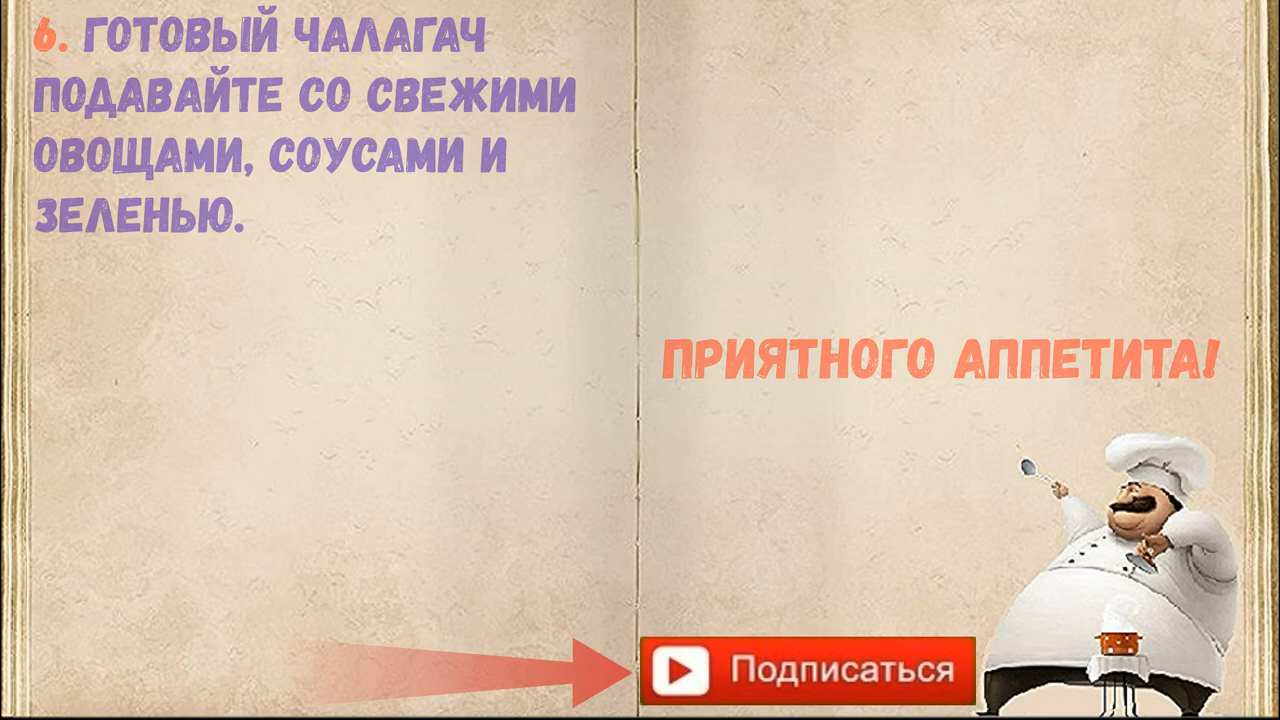 6. ГОТОВЫЙ ЧАЛАГАЧ
ПОДАВАЙТЕ СО СВЕЖИМИ
ОВОЩАМИ, СОУСАМИ И
ЗЕЛЕНЬЮ.
ПРИЯТНОГО АППЕТИТА!
Подписаться